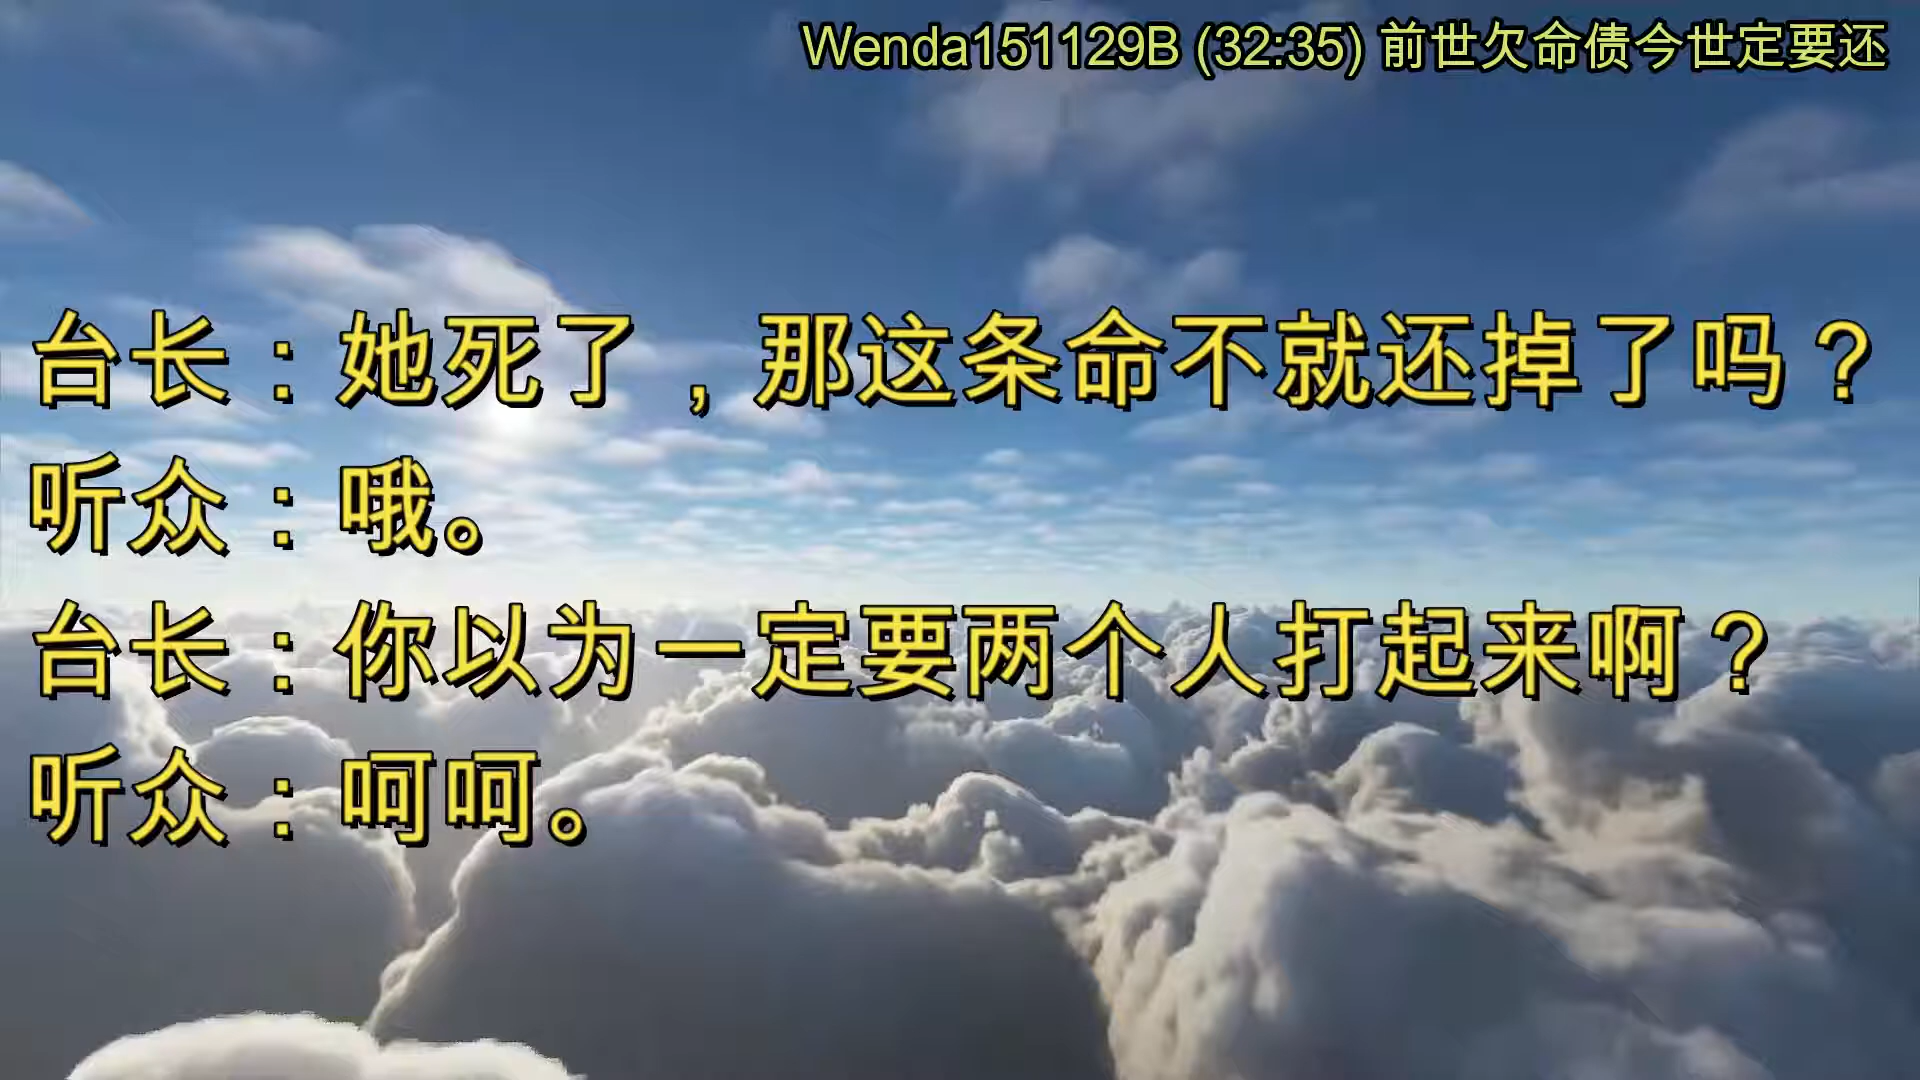 Wenda151129B (32:35) 前世欠命债今世定要还
台长：她死了，那这条命不就还掉了吗？
听众：哦。
台长：你以为一定要两个人打起来啊？
听众：呵呵。